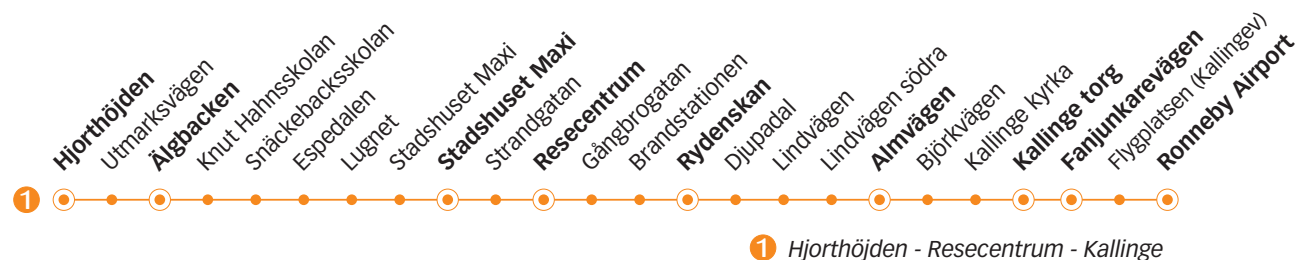 Hjorthöjden
Utmarksvägen
Älgbacken
Knut Hahnsskolan
Snäckebacksskolan
Espedalen
Lugnet
Stadshuset Maxi
Stadshuset Maxi
Strandgatan
Resecentrum
Gångbrogatan
Brandstationen
Rydenskan
Djupadal
Lindvägen
Lindvägen södra
Almvägen
Björkvägen
Kallinge kyrka
Kallinge torg
Fanjunkarevägen
Flygplatsen (Kallingev)
Ronneby Airport
1
1 Hjorthöjden - Resecentrum - Kallinge